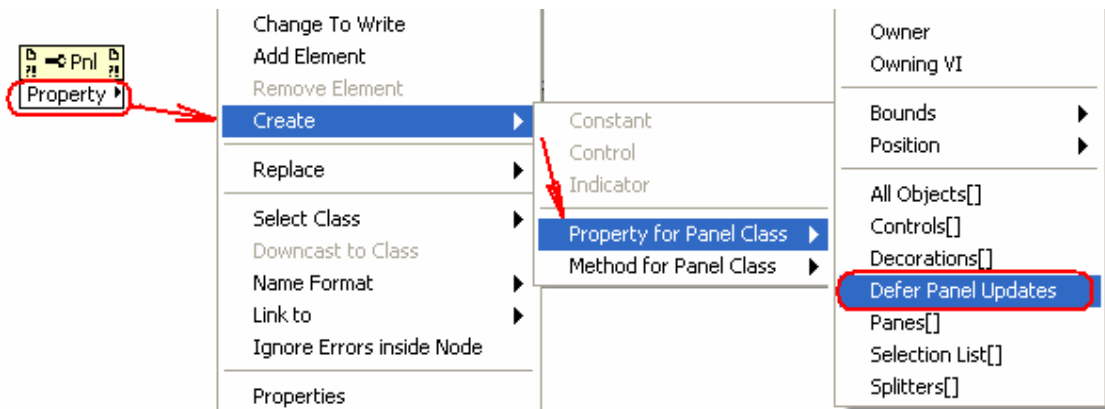 Pnl
Property
Change To Write
Add Element
Remove Element
Create
Replace
Select Class
Downcast to Class
Name Format
Link to
Ignore Errors inside Node
Properties
Constant
Control
Indicator
Property for Panel Class
Method for Panel Class
Owner
Owning VI
Bounds
Position
All Objects[]
Controls[]
Decorations[]
Defer Panel Updates
Panes[]
Selection List[]
Splitters[]